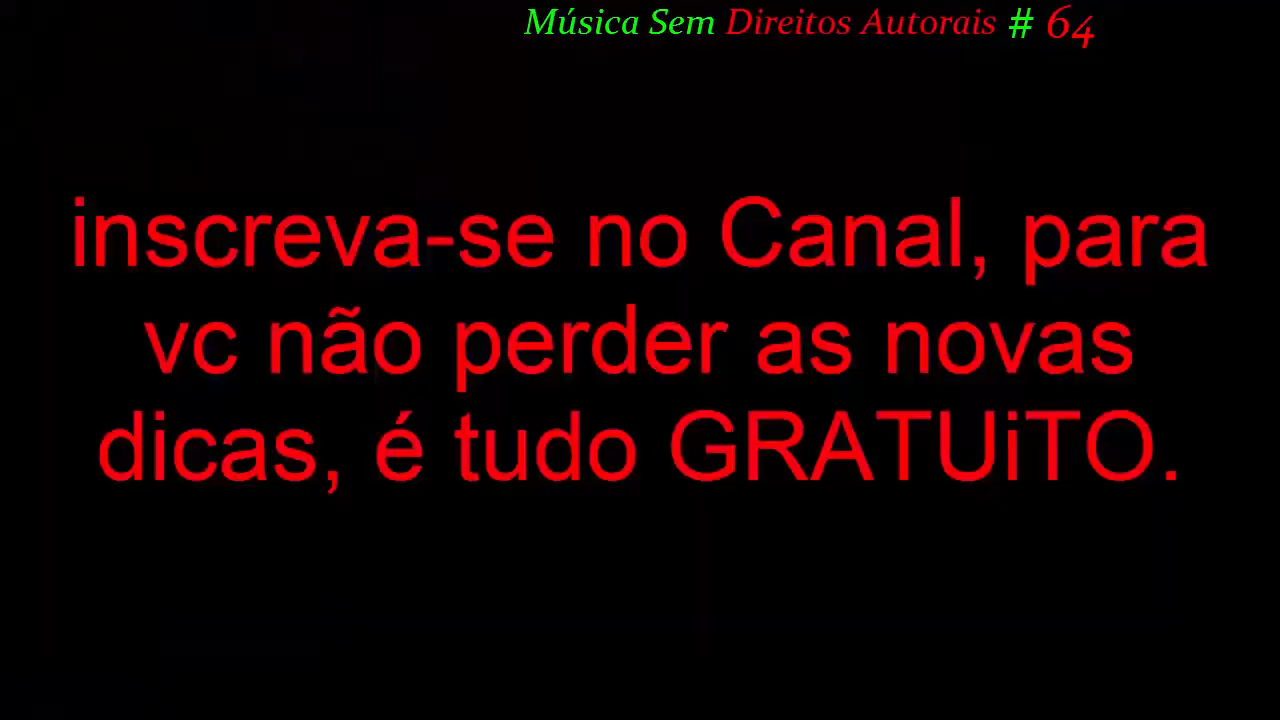 Música Sem Direitos Autorais # 64
inscreva-se no Canal, para
vc não perder as novas
dicas, é tudo GRATUiTO.